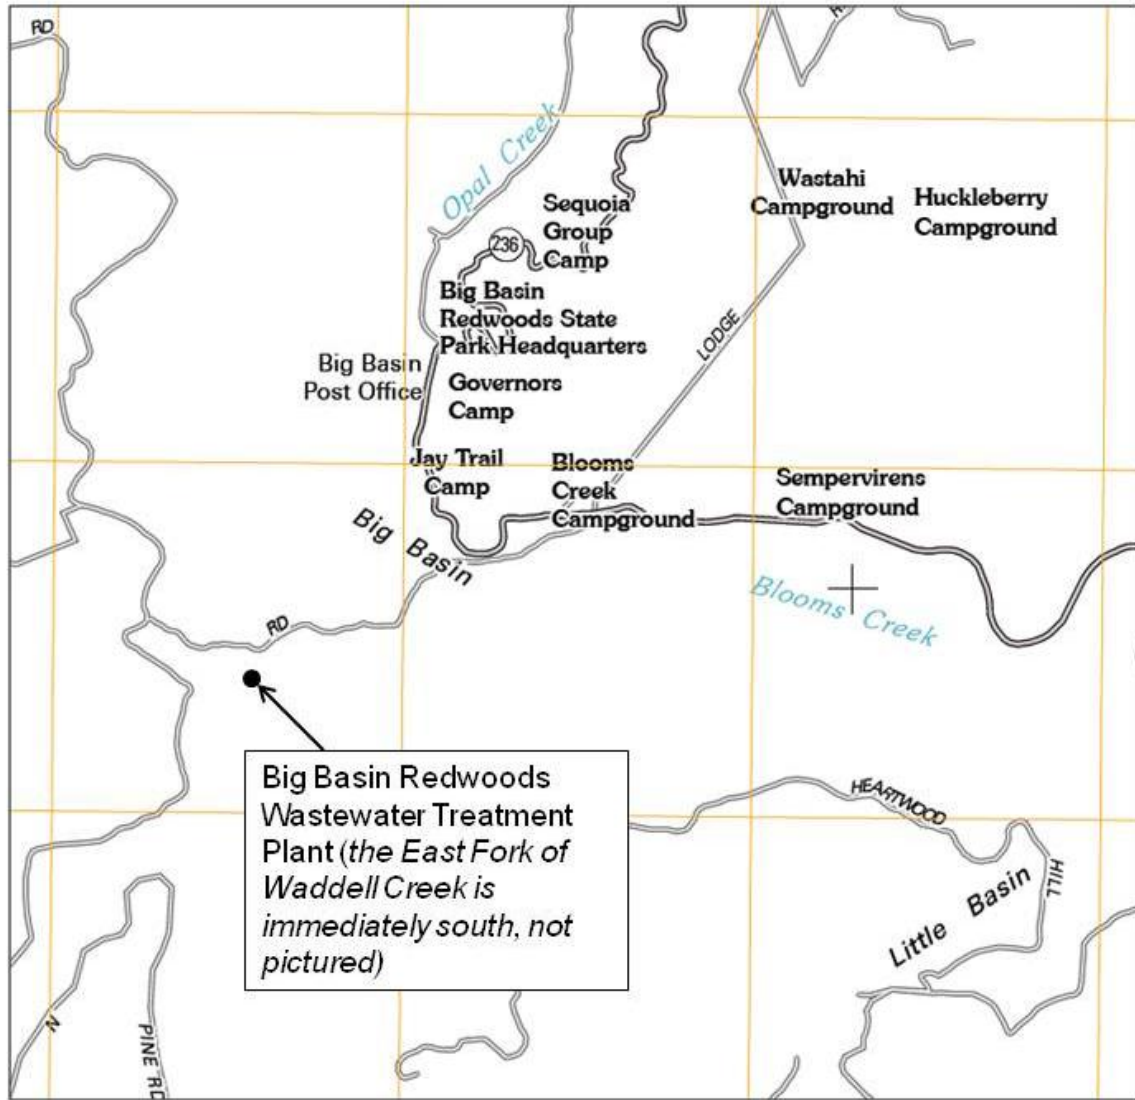 RD
Opal Creek
236
Sequoia
Group
Camp
Wastahi
Campground
Huckleberry
Campground
Big Basin
Redwoods State
Park Headquarters
LODGE
Big Basin
Post Office
Governors
Camp
Jay Trail
Camp
Blooms
Creek
Campground
Sempervirens
Campground
Big Basin
Blooms Creek
RD
Big Basin Redwoods
Wastewater Treatment
Plant (the East Fork of
Waddell Creek is
immediately south, not
pictured)
HEARTWOOD
HILL
Little Basin
N
PINE RD